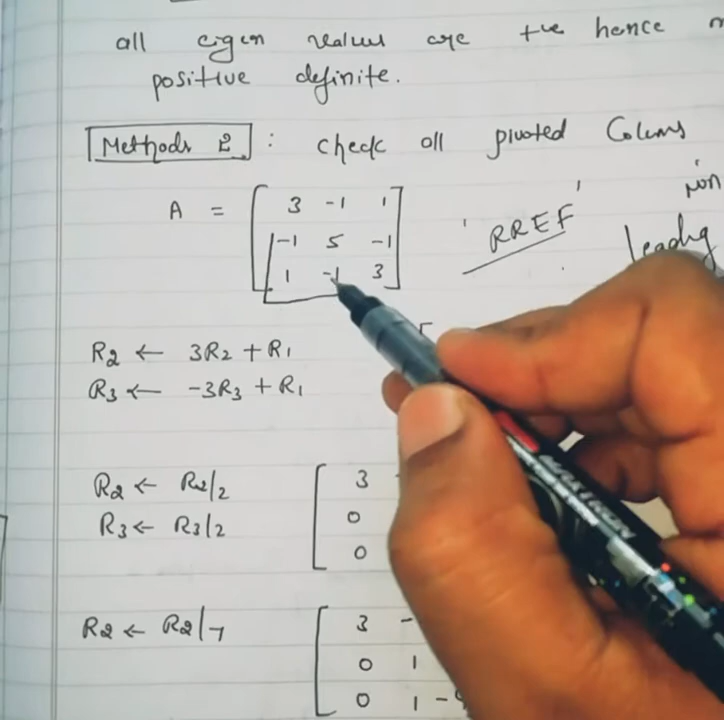 all eigen values are +ve hence
positive definite.
Methods 2 : check all pivoted Colums
A = [ 3 -1 1
-1 5 -1
1 -1 3 ]
' RREF ' non
leadig
R2 ← 3R2 + R1
R3 ← -3R3 + R1
R2 ← R2/2 [ 3
R3 ← R3/2 0
0
R2 ← R2/7 [ 3 -
0 1
0 1 -